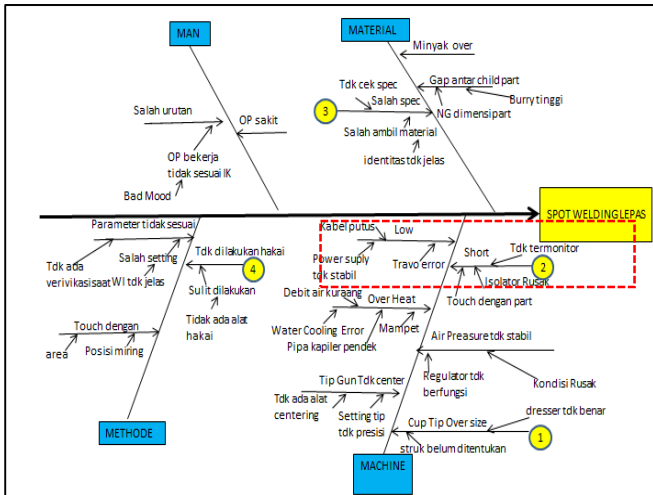 MAN
MATERIAL
Minyak over
Gap antar child part
Burry tinggi
NG dimensi part
Tdk cek spec
Salah spec
3
Salah ambil material
identitas tdk jelas
Salah urutan
OP sakit
OP bekerja
tidak sesuai IK
Bad Mood
SPOT WELDING LEPAS
Parameter tidak sesuai
Salah setting
WI tdk jelas
Tdk ada
verivikasi saat
Tdk dilakukan hakai
4
Sulit dilakukan
Tidak ada alat
hakai
Touch dengan
area
Posisi miring
METHODE
Kabel putus
Low
Power suply
tdk stabil
Travo error
Short
Tdk termonitor
2
Isolator Rusak
Touch dengan part
Debit air kuraang
Over Heat
Water Cooling Error
Mampet
Pipa kapiler pendek
Air Preasure tdk stabil
Regulator tdk
berfungsi
Kondisi Rusak
Tip Gun Tdk center
Tdk ada alat
centering
Setting tip
tdk presisi
dresser tdk benar
Cup Tip Over size
1
struk belum ditentukan
MACHINE